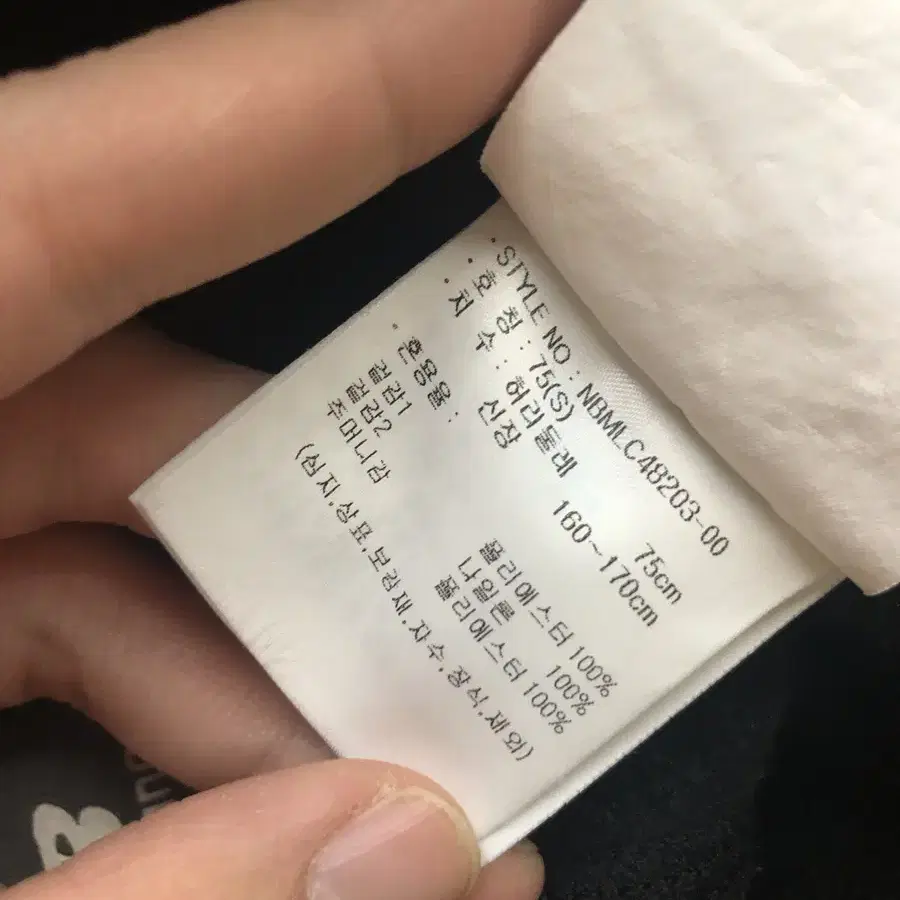 · STYLE NO : NBMLC48203-00
· 호 칭 : 75(S)
· 치 수 : 허리둘레 75cm
신장 160~170cm
· 혼용율 :
겉감1 폴리에스터 100%
겉감2 나일론 100%
주머니감 폴리에스터 100%
(심지,상표,보강재,자수,장식,제외)